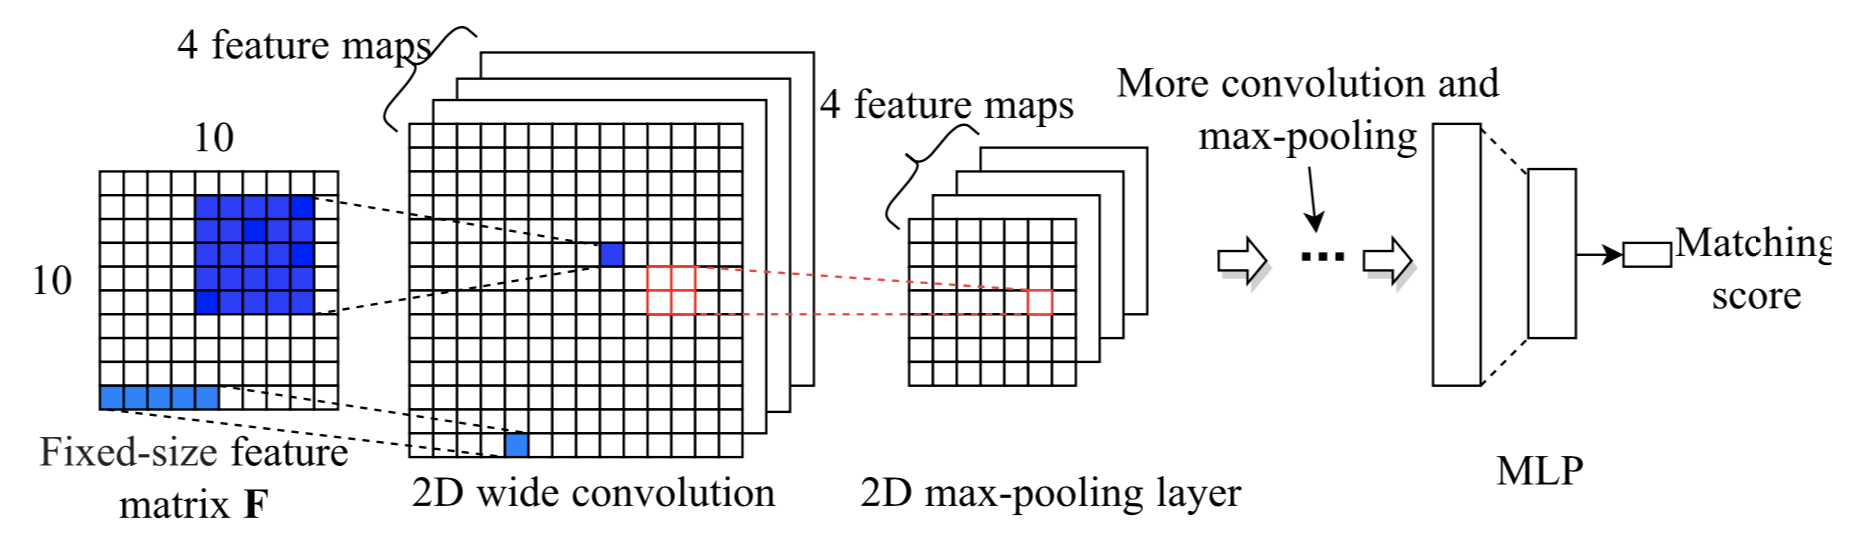 4 feature maps
10
10
Fixed-size feature
matrix F
2D wide convolution
4 feature maps
2D max-pooling layer
More convolution and
max-pooling
...
Matching
score
MLP